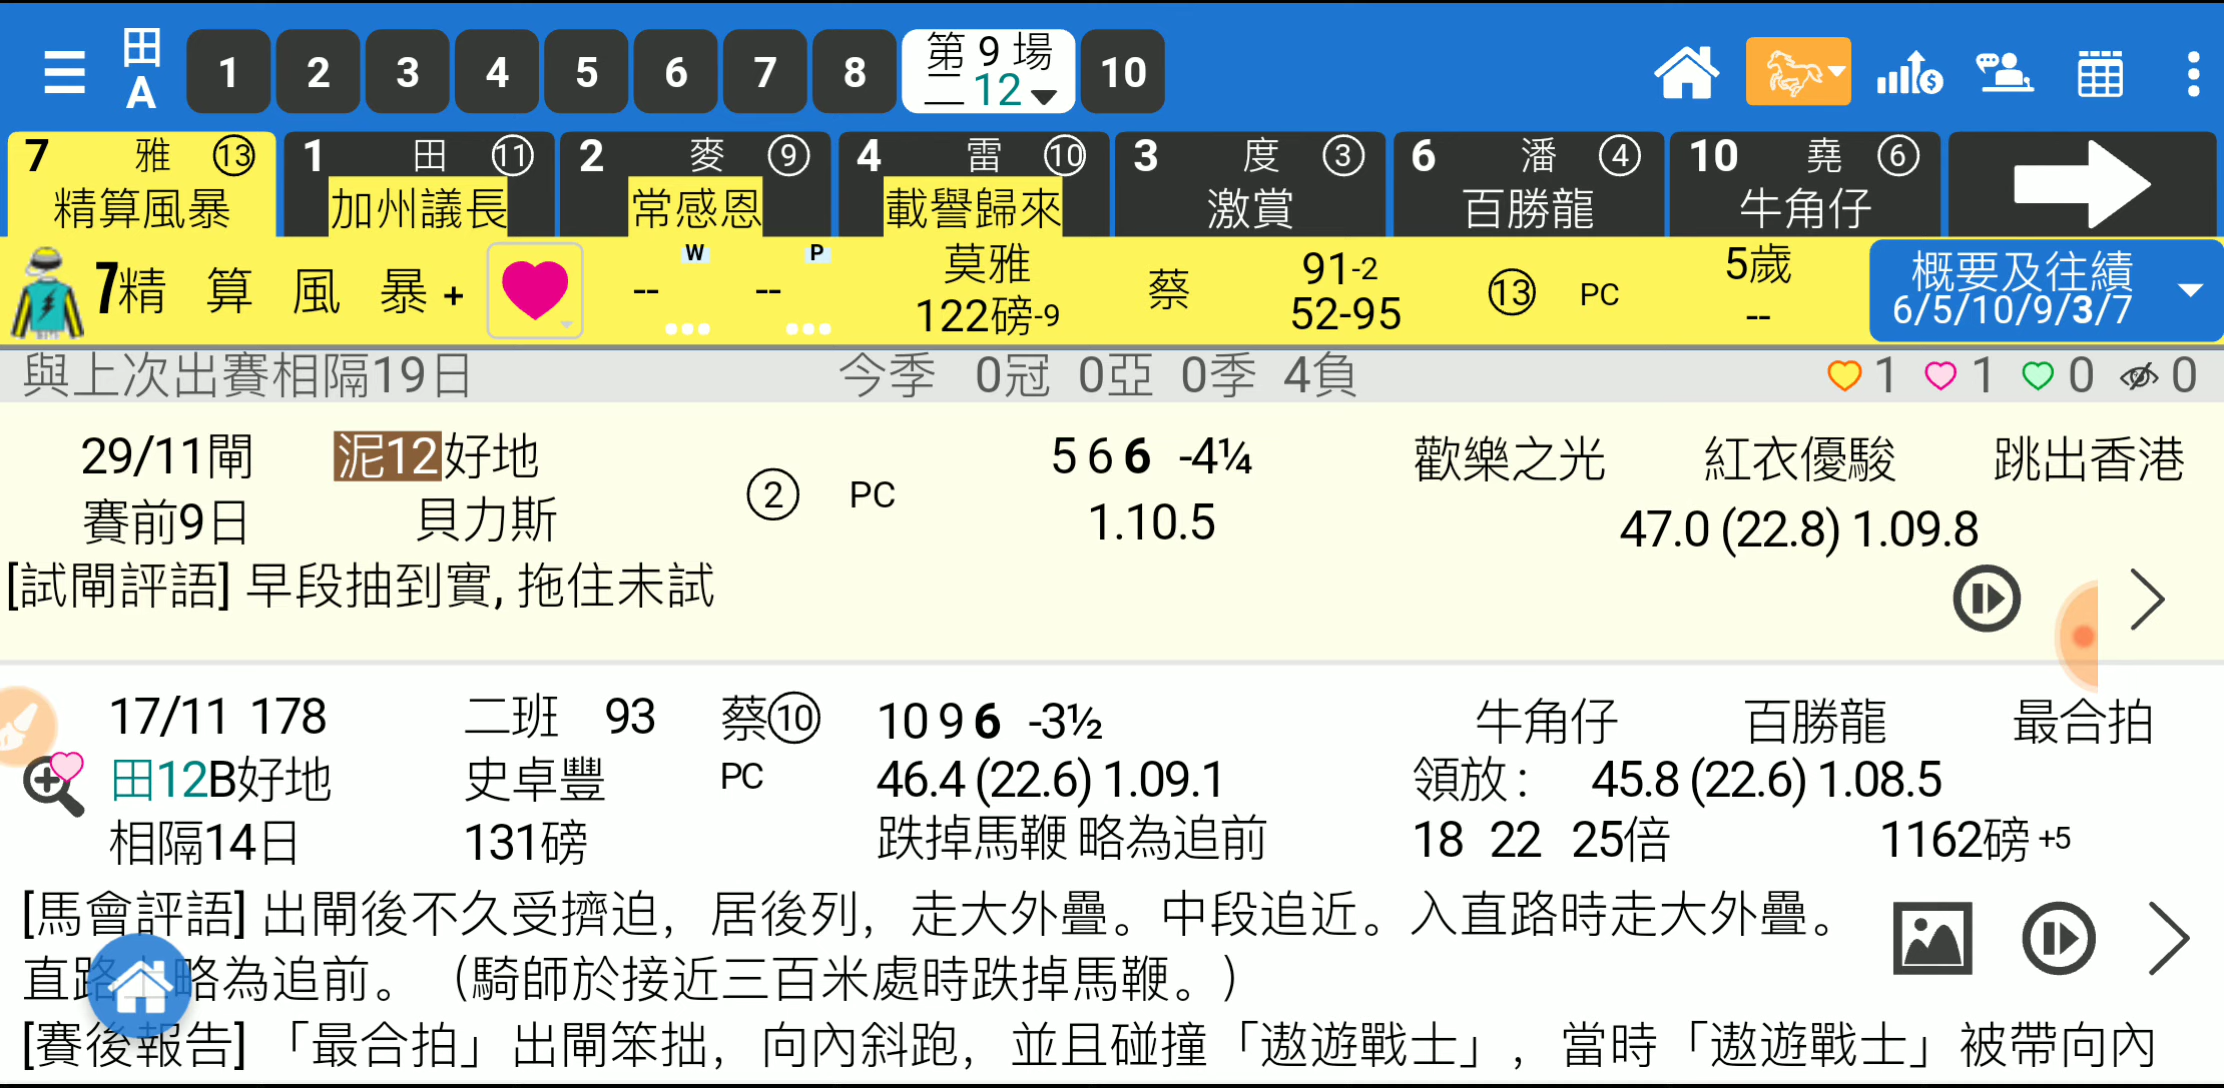 田
A
1 2 3 4 5 6 7 8 第 9 場 10
二 12
7 雅 13 1 田 11 2 麥 9 4 雷 10 3 度 3 6 潘 4 10 堯 6
精算風暴 加州議長 常感恩 載譽歸來 激賞 百勝龍 牛角仔
W P
7精算風暴+ -- -- 莫雅 蔡 91-2 13 PC 5歲 概要及往績
122磅-9 52-95 -- 6/5/10/9/3/7
與上次出賽相隔19日 今季 0冠 0亞 0季 4負 1 1 0 0
29/11閘 泥12好地 5 6 6 -4¼ 歡樂之光 紅衣優駿 跳出香港
2 PC
賽前9日 貝力斯 1.10.5 47.0 (22.8) 1.09.8
[試閘評語] 早段抽到實, 拖住未試
17/11 178 二班 93 蔡10 10 9 6 -3½ 牛角仔 百勝龍 最合拍
田12B好地 史卓豐 PC 46.4 (22.6) 1.09.1 領放: 45.8 (22.6) 1.08.5
相隔14日 131磅 跌掉馬鞭 略為追前 18 22 25倍 1162磅 +5
[馬會評語] 出閘後不久受擠迫，居後列，走大外疊。中段追近。入直路時走大外疊。
直路 略為追前。（騎師於接近三百米處時跌掉馬鞭。）
[賽後報告] 「最合拍」出閘笨拙，向內斜跑，並且碰撞「遨遊戰士」，當時「遨遊戰士」被帶向內